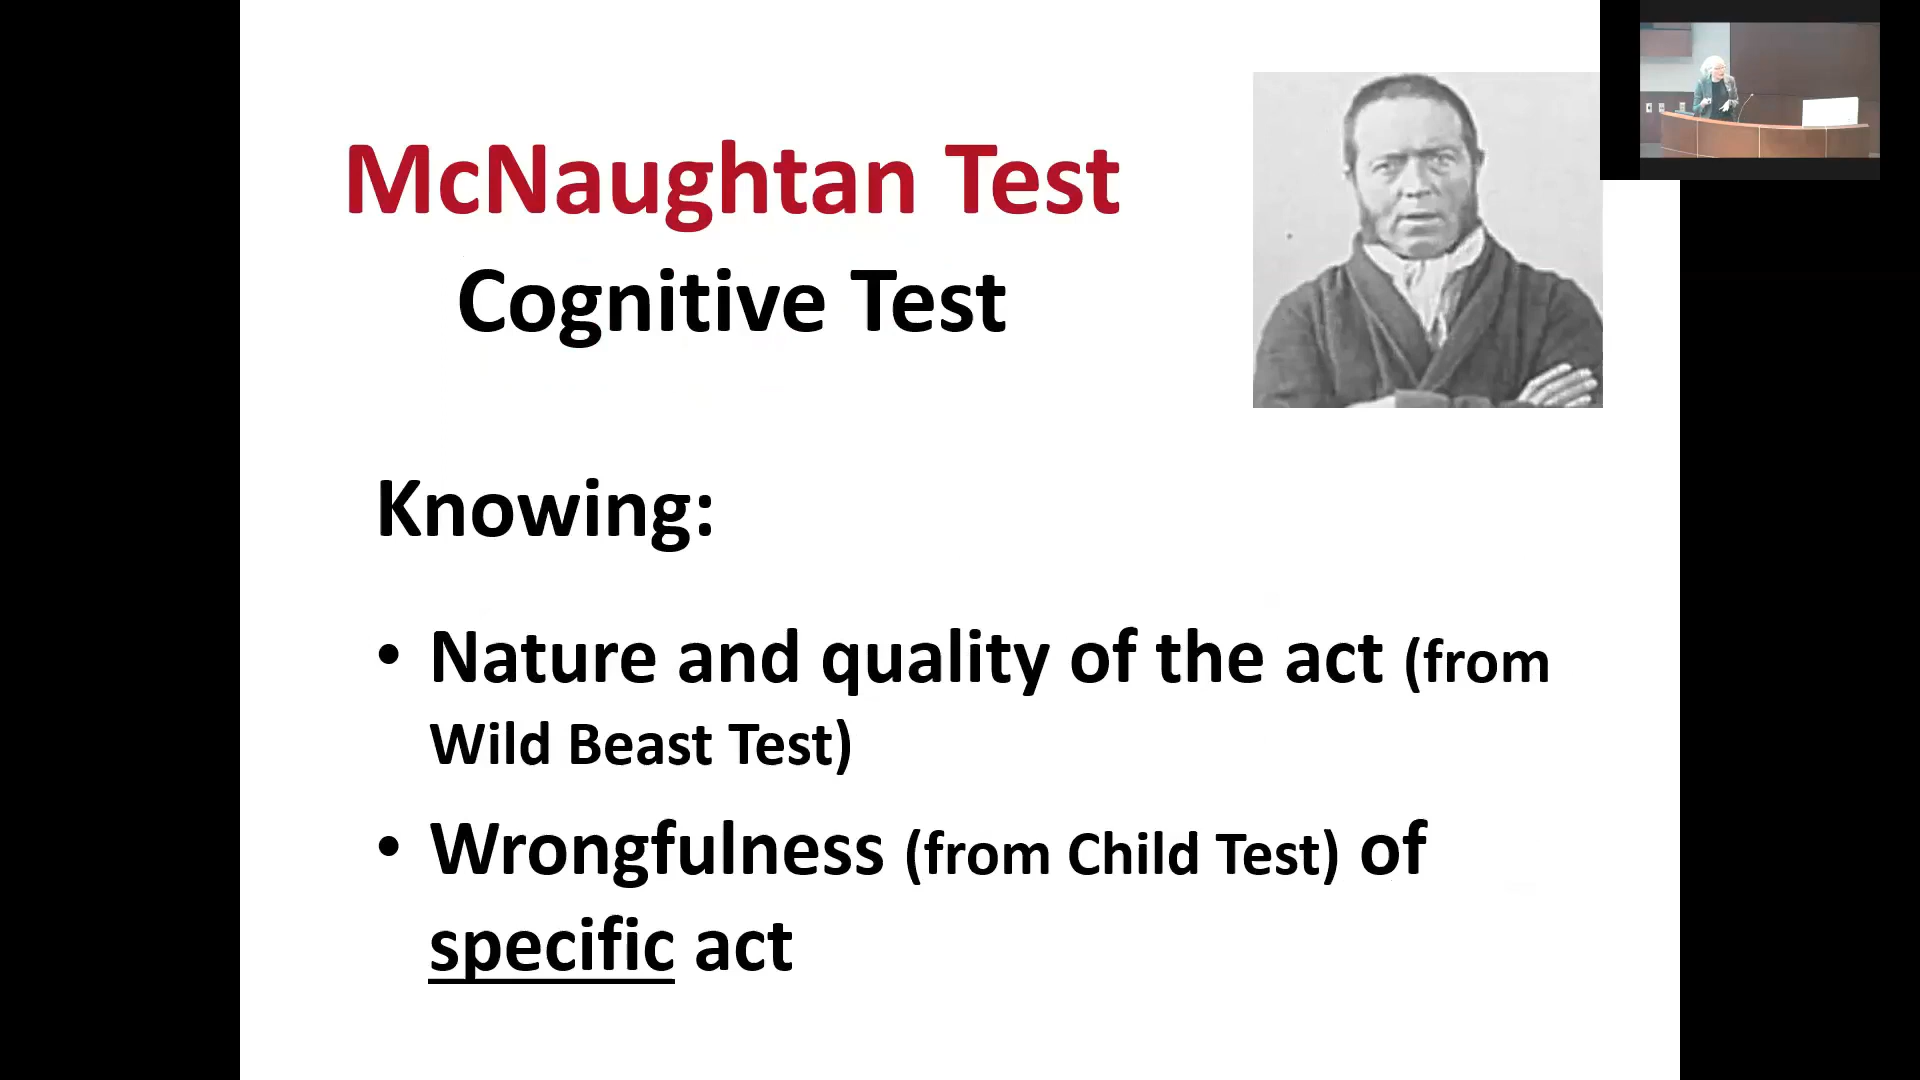 McNaughtan Test
Cognitive Test
Knowing:
• Nature and quality of the act (from
Wild Beast Test)
• Wrongfulness (from Child Test) of
specific act